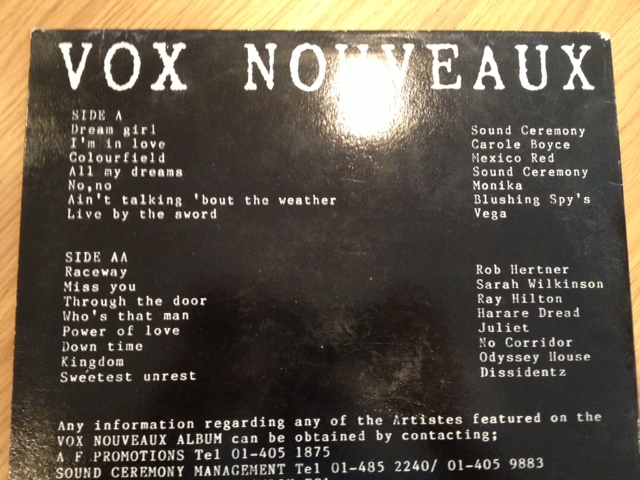 VOX NOUVEAUX
SIDE A
Dream girl Sound Ceremony
I'm in love Carole Boyce
Colourfield Mexico Red
All my dreams Sound Ceremony
No,no Monika
Ain't talking 'bout the weather Blushing Spy's
Live by the sword Vega
SIDE AA
Raceway Rob Hertner
Miss you Sarah Wilkinson
Through the door Ray Hilton
Who's that man Harare Dread
Power of love Juliet
Down time No Corridor
Kingdom Odyssey House
Sweetest unrest Dissidentz
Any information regarding any of the Artistes featured on the
VOX NOUVEAUX ALBUM can be obtained by contacting;
A F PROMOTIONS Tel 01-405 1875
SOUND CEREMONY MANAGEMENT Tel 01-485 2240/ 01-405 9883